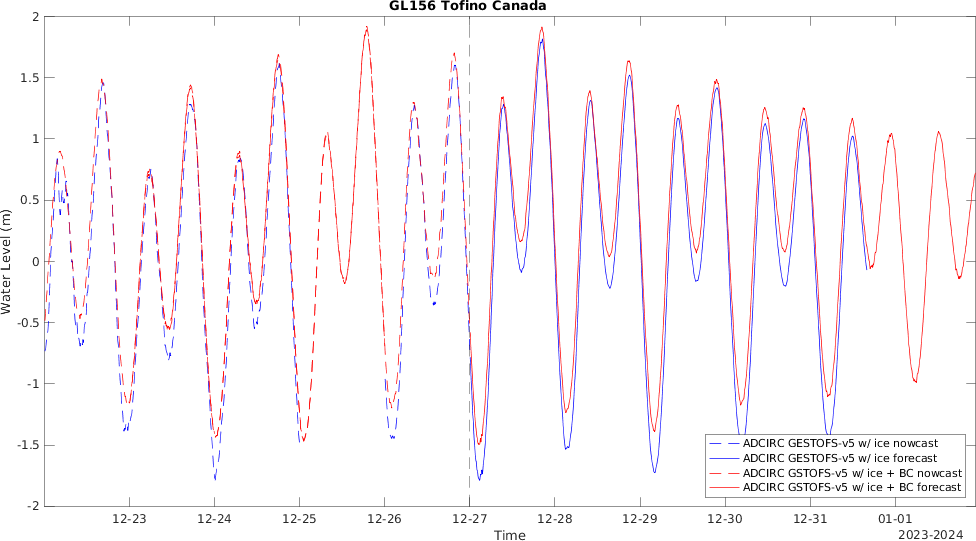 GL156 Tofino Canada
2
1.5
1
0.5
0
-0.5
-1
-1.5
-2
Water Level (m)
12-23 12-24 12-25 12-26 12-27 12-28 12-29 12-30 12-31 01-01
Time
2023-2024
ADCIRC GESTOFS-v5 w/ ice nowcast
ADCIRC GESTOFS-v5 w/ ice forecast
ADCIRC GSTOFS-v5 w/ ice + BC nowcast
ADCIRC GSTOFS-v5 w/ ice + BC forecast